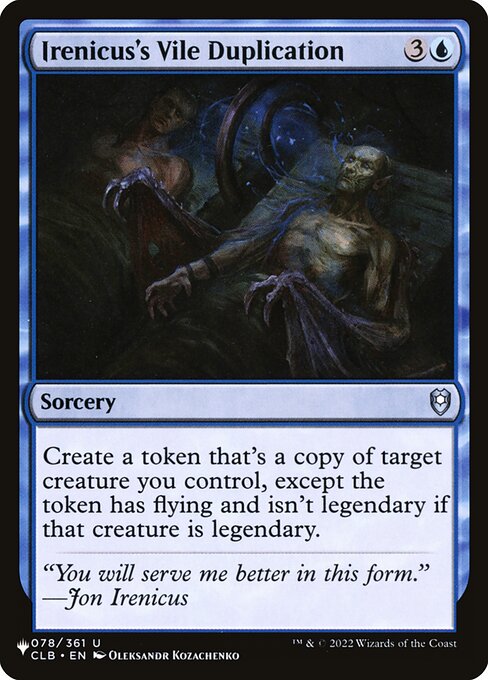 Irenicus's Vile Duplication 3
Sorcery
Create a token that's a copy of target
creature you control, except the
token has flying and isn't legendary if
that creature is legendary.
“You will serve me better in this form.”
—Jon Irenicus
078/361 U
CLB • EN Oleksandr Kozachenko
™ & © 2022 Wizards of the Coast